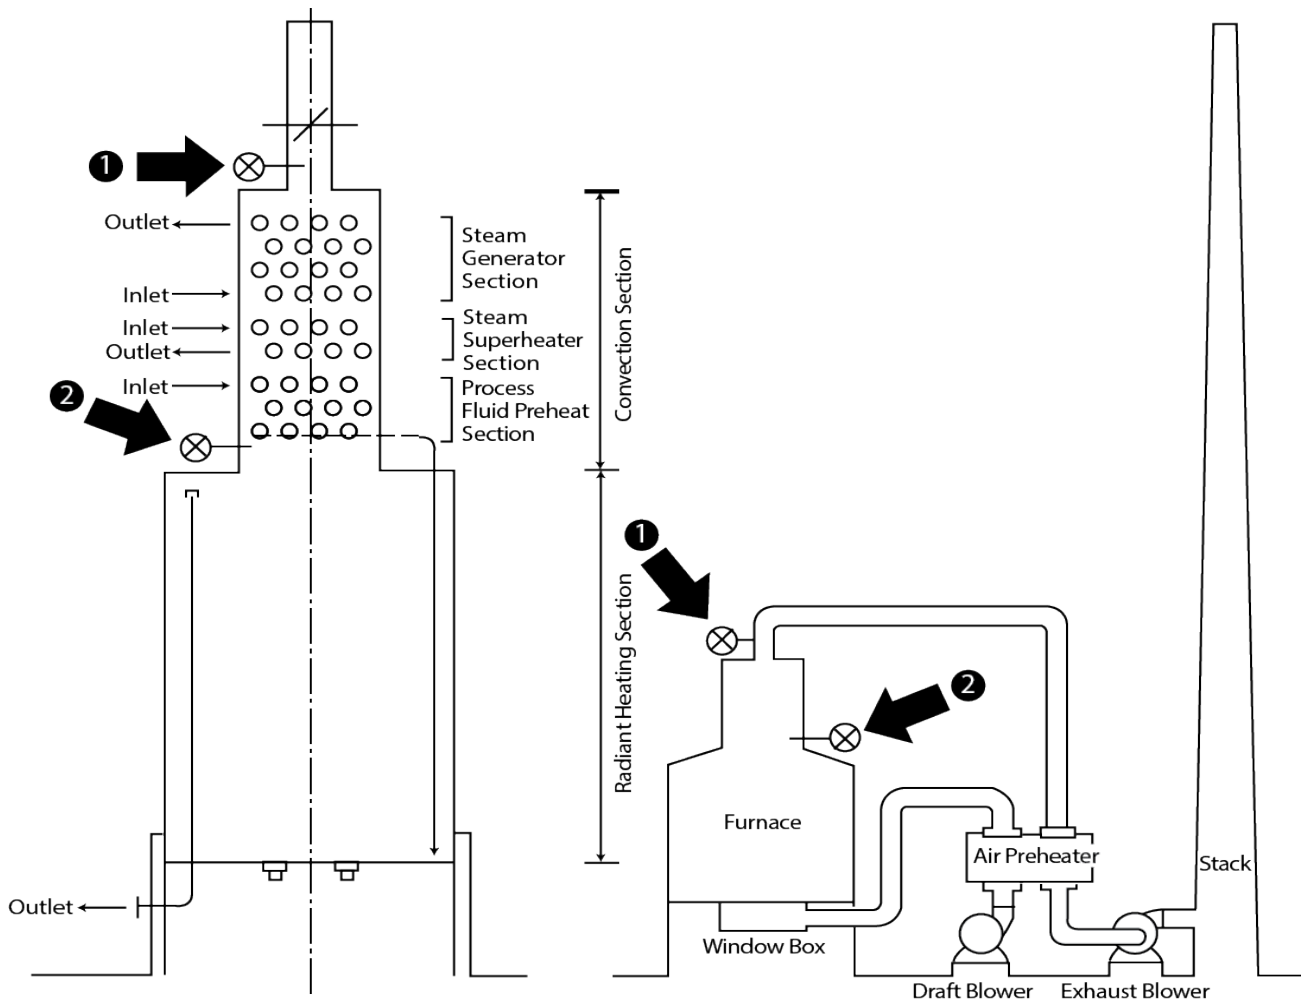 1
Outlet
Inlet
Inlet
Outlet
Inlet
2
Steam
Generator
Section
Steam
Superheater
Section
Process
Fluid Preheat
Section
Convection Section
Radiant Heating Section
Outlet
1
2
Furnace
Window Box
Air Preheater
Draft Blower
Exhaust Blower
Stack